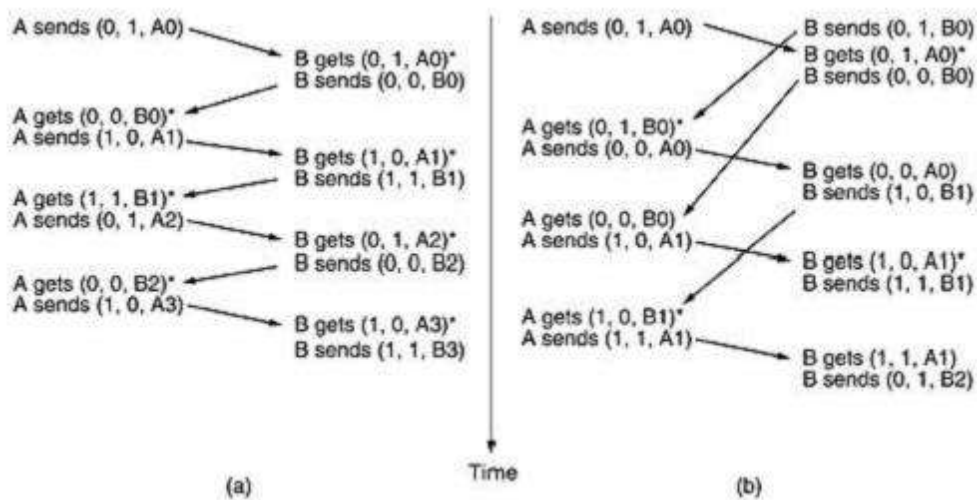 A sends (0, 1, A0)
B gets (0, 1, A0)*
B sends (0, 0, B0)
A gets (0, 0, B0)*
A sends (1, 0, A1)
B gets (1, 0, A1)*
B sends (1, 1, B1)
A gets (1, 1, B1)*
A sends (0, 1, A2)
B gets (0, 1, A2)*
B sends (0, 0, B2)
A gets (0, 0, B2)*
A sends (1, 0, A3)
B gets (1, 0, A3)*
B sends (1, 1, B3)
(a)
Time
A sends (0, 1, A0)
B sends (0, 1, B0)
B gets (0, 1, A0)*
B sends (0, 0, B0)
A gets (0, 1, B0)*
A sends (0, 0, A0)
B gets (0, 0, A0)
B sends (1, 0, B1)
A gets (0, 0, B0)
A sends (1, 0, A1)
B gets (1, 0, A1)*
B sends (1, 1, B1)
A gets (1, 0, B1)*
A sends (1, 1, A1)
B gets (1, 1, A1)
B sends (0, 1, B2)
(b)